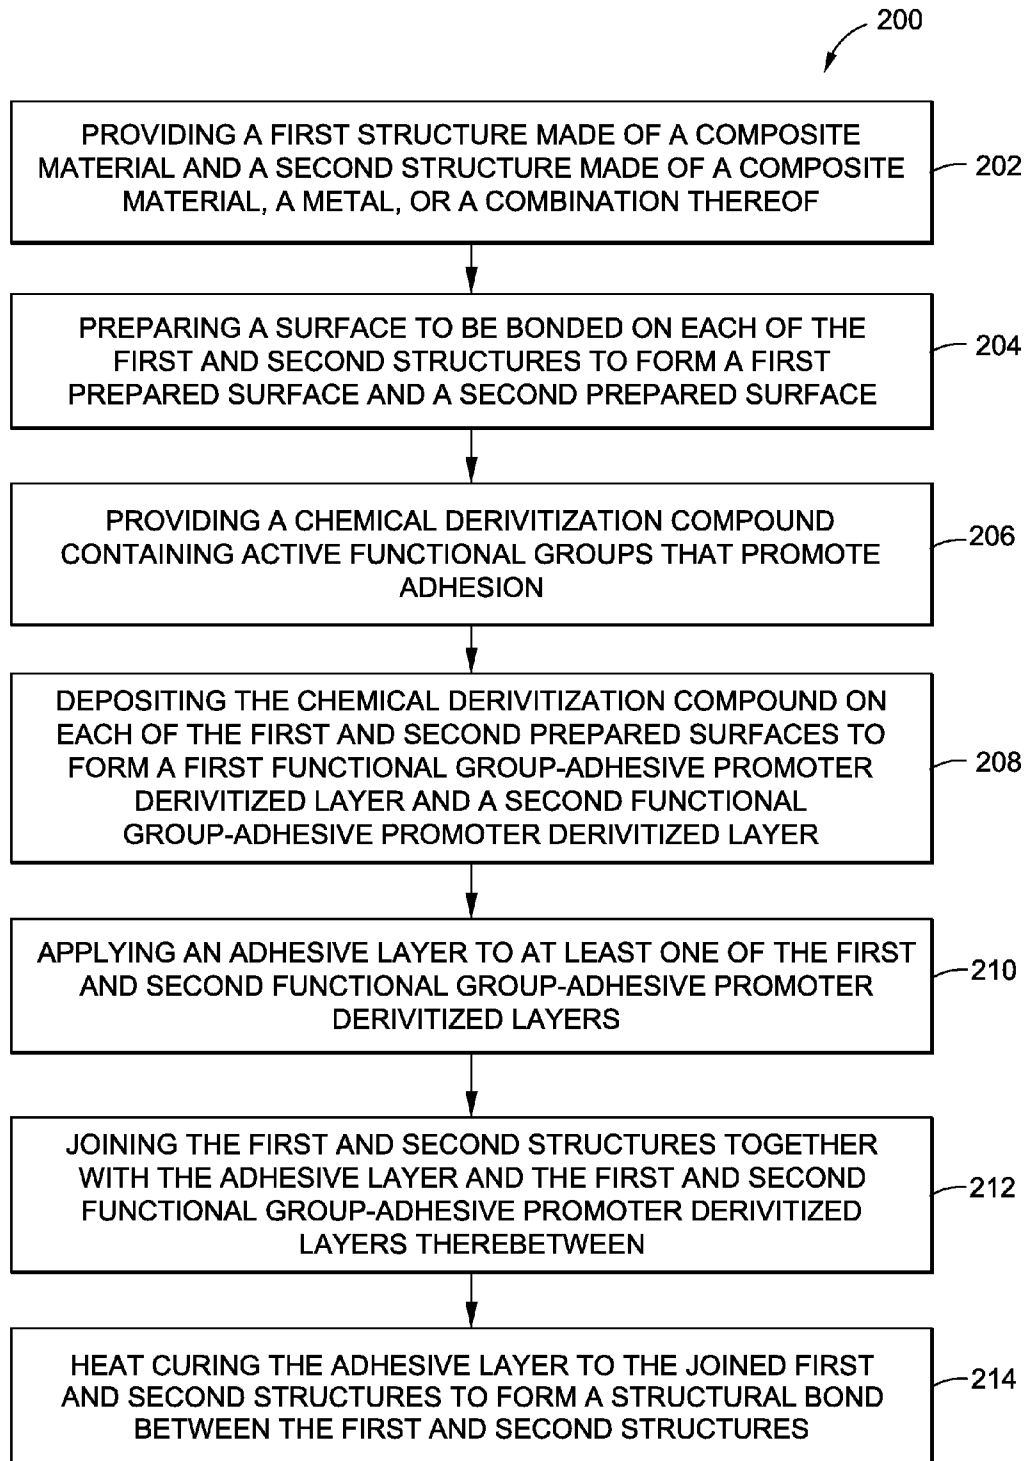 200
PROVIDING A FIRST STRUCTURE MADE OF A COMPOSITE
MATERIAL AND A SECOND STRUCTURE MADE OF A COMPOSITE
MATERIAL, A METAL, OR A COMBINATION THEREOF
202
PREPARING A SURFACE TO BE BONDED ON EACH OF THE
FIRST AND SECOND STRUCTURES TO FORM A FIRST
PREPARED SURFACE AND A SECOND PREPARED SURFACE
204
PROVIDING A CHEMICAL DERIVITIZATION COMPOUND
CONTAINING ACTIVE FUNCTIONAL GROUPS THAT PROMOTE
ADHESION
206
DEPOSITING THE CHEMICAL DERIVITIZATION COMPOUND ON
EACH OF THE FIRST AND SECOND PREPARED SURFACES TO
FORM A FIRST FUNCTIONAL GROUP-ADHESIVE PROMOTER
DERIVITIZED LAYER AND A SECOND FUNCTIONAL
GROUP-ADHESIVE PROMOTER DERIVITIZED LAYER
208
APPLYING AN ADHESIVE LAYER TO AT LEAST ONE OF THE FIRST
AND SECOND FUNCTIONAL GROUP-ADHESIVE PROMOTER
DERIVITIZED LAYERS
210
JOINING THE FIRST AND SECOND STRUCTURES TOGETHER
WITH THE ADHESIVE LAYER AND THE FIRST AND SECOND
FUNCTIONAL GROUP-ADHESIVE PROMOTER DERIVITIZED
LAYERS THEREBETWEEN
212
HEAT CURING THE ADHESIVE LAYER TO THE JOINED FIRST
AND SECOND STRUCTURES TO FORM A STRUCTURAL BOND
BETWEEN THE FIRST AND SECOND STRUCTURES
214